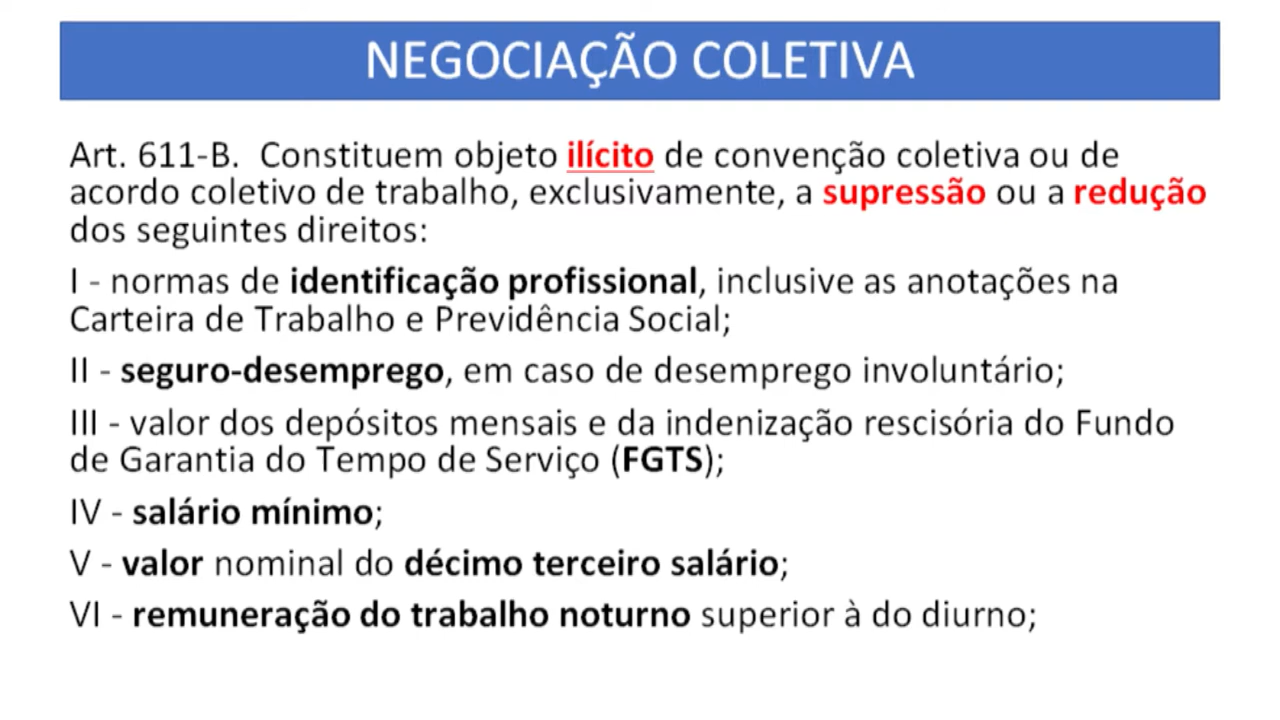 NEGOCIAÇÃO COLETIVA
Art. 611-B.  Constituem objeto ilícito de convenção coletiva ou de
acordo coletivo de trabalho, exclusivamente, a supressão ou a redução
dos seguintes direitos:
I - normas de identificação profissional, inclusive as anotações na
Carteira de Trabalho e Previdência Social;
II - seguro-desemprego, em caso de desemprego involuntário;
III - valor dos depósitos mensais e da indenização rescisória do Fundo
de Garantia do Tempo de Serviço (FGTS);
IV - salário mínimo;
V - valor nominal do décimo terceiro salário;
VI - remuneração do trabalho noturno superior à do diurno;